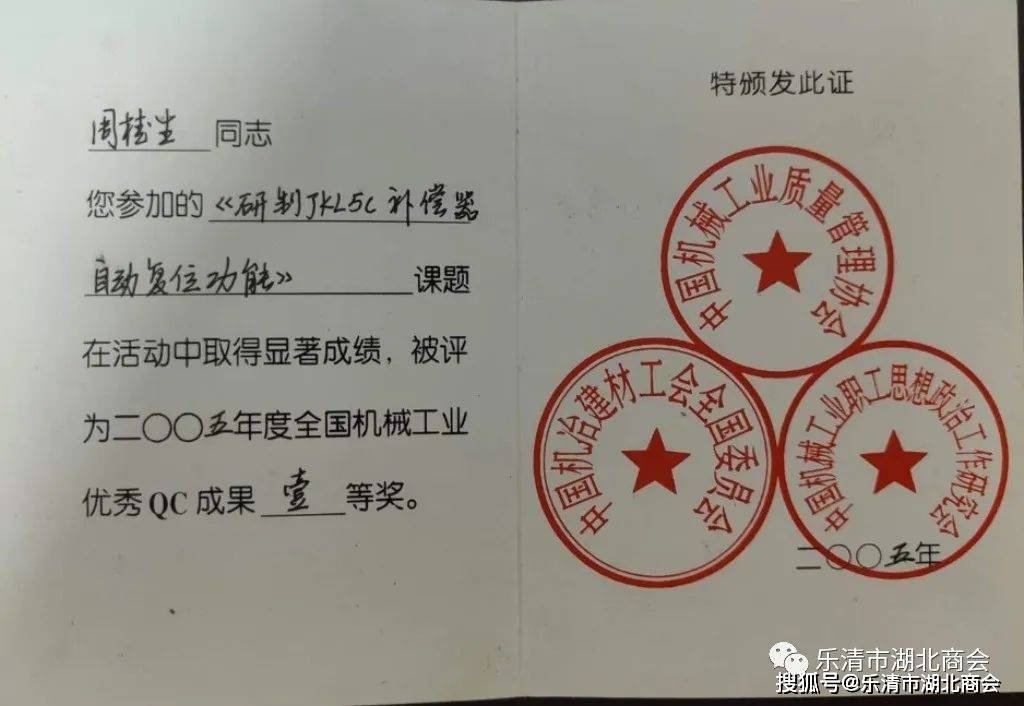 周桂生 同志
您参加的 《研制JKL5C补偿器
自动复位功能》 课题
在活动中取得显著成绩，被评
为二〇〇五年度全国机械工业
优秀QC成果 壹 等奖。
特颁发此证
中国机械工业质量管理协会
中国机冶建材工会全国委员会
中国机械工业职工思想政治工作研究会
二〇〇五年
乐清市湖北商会
搜狐号@乐清市湖北商会